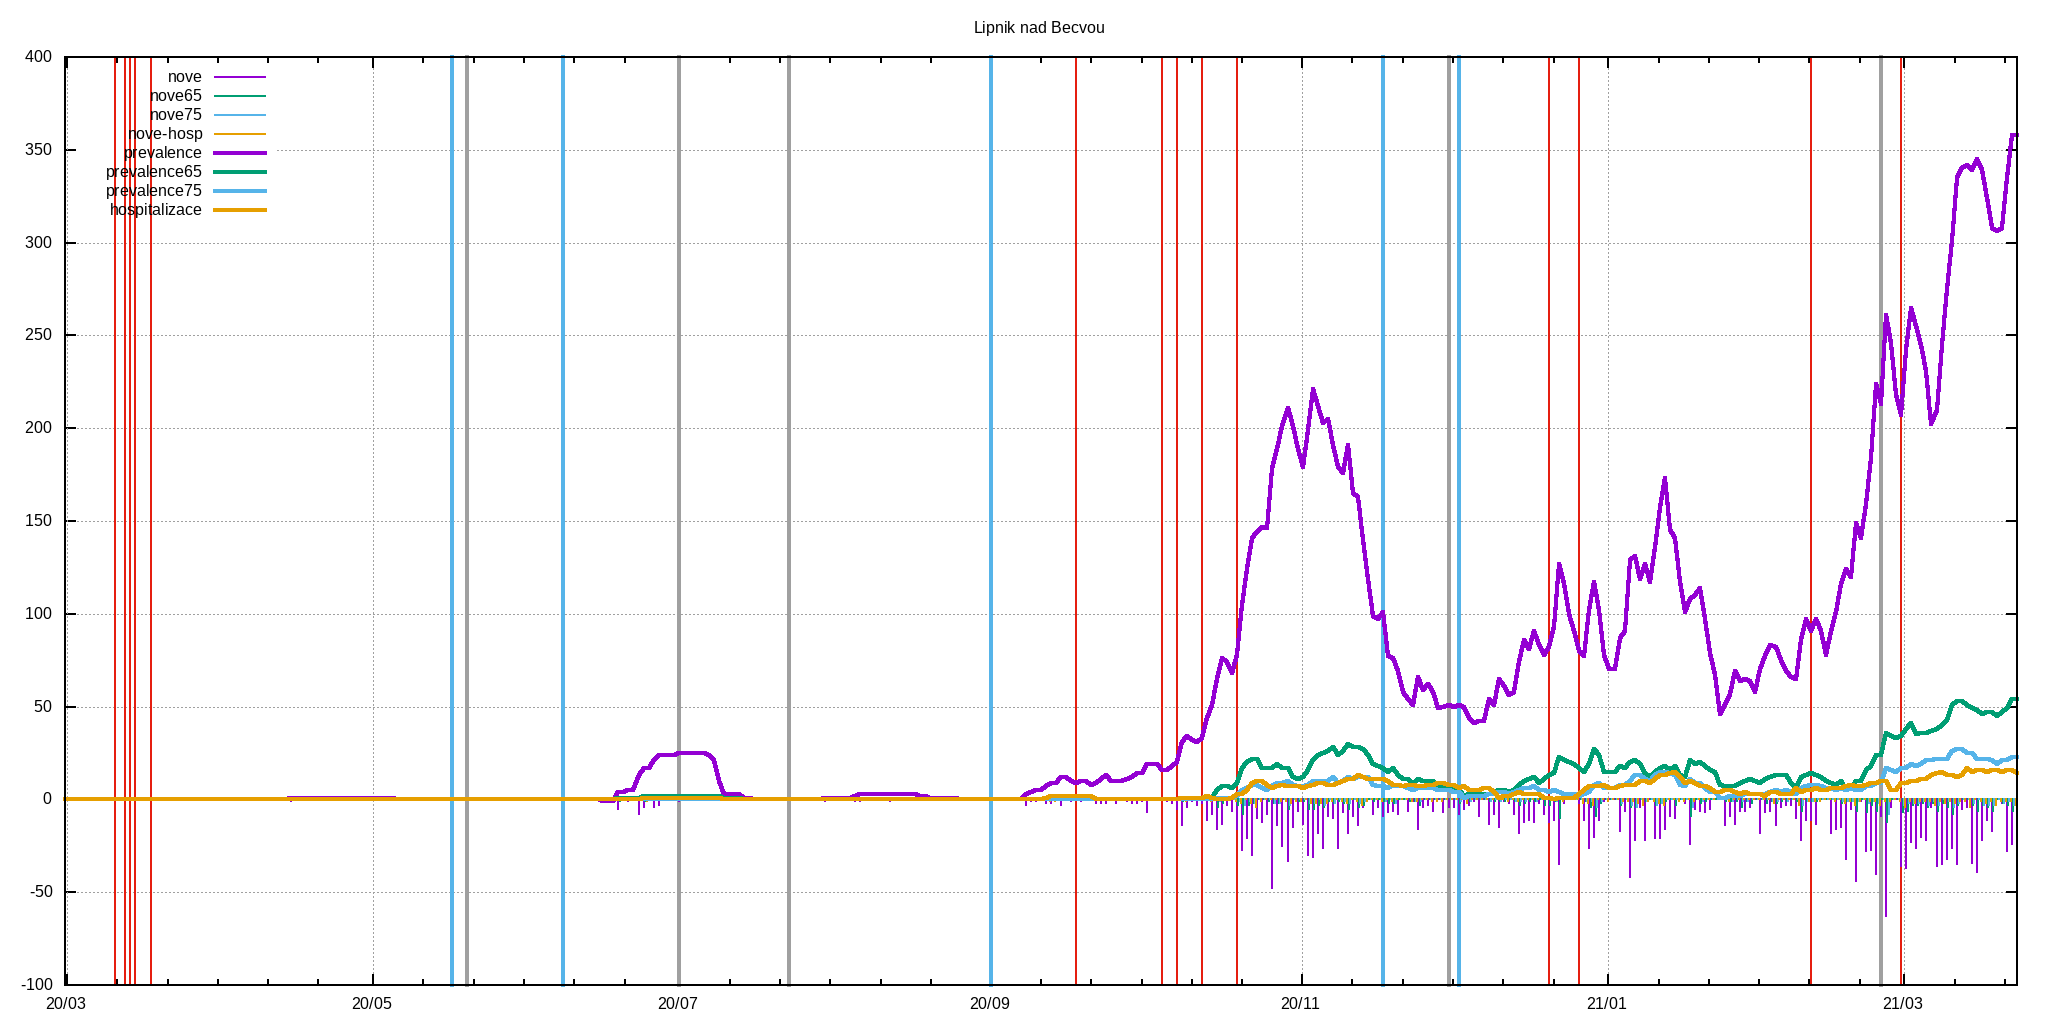 Lipnik nad Becvou
400
350
300
250
200
150
100
50
0
-50
-100
nove
nove65
nove75
nove-hosp
prevalence
prevalence65
prevalence75
hospitalizace
20/03
20/05
20/07
20/09
20/11
21/01
21/03